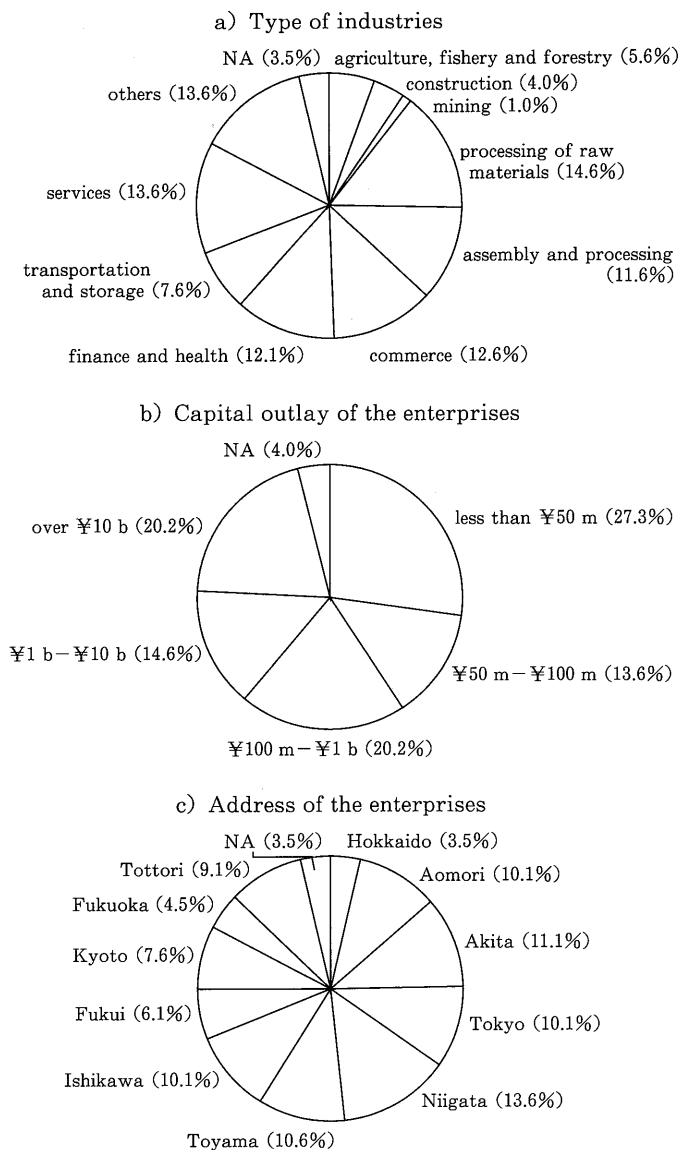 a) Type of industries
NA (3.5%)
agriculture, fishery and forestry (5.6%)
construction (4.0%)
mining (1.0%)
others (13.6%)
processing of raw
materials (14.6%)
services (13.6%)
assembly and processing
(11.6%)
transportation
and storage (7.6%)
finance and health (12.1%)
commerce (12.6%)
b) Capital outlay of the enterprises
NA (4.0%)
less than ¥50 m (27.3%)
over ¥10 b (20.2%)
¥1 b−¥10 b (14.6%)
¥50 m−¥100 m (13.6%)
¥100 m−¥1 b (20.2%)
c) Address of the enterprises
NA (3.5%)
Hokkaido (3.5%)
Tottori (9.1%)
Aomori (10.1%)
Fukuoka (4.5%)
Akita (11.1%)
Kyoto (7.6%)
Fukui (6.1%)
Tokyo (10.1%)
Ishikawa (10.1%)
Niigata (13.6%)
Toyama (10.6%)